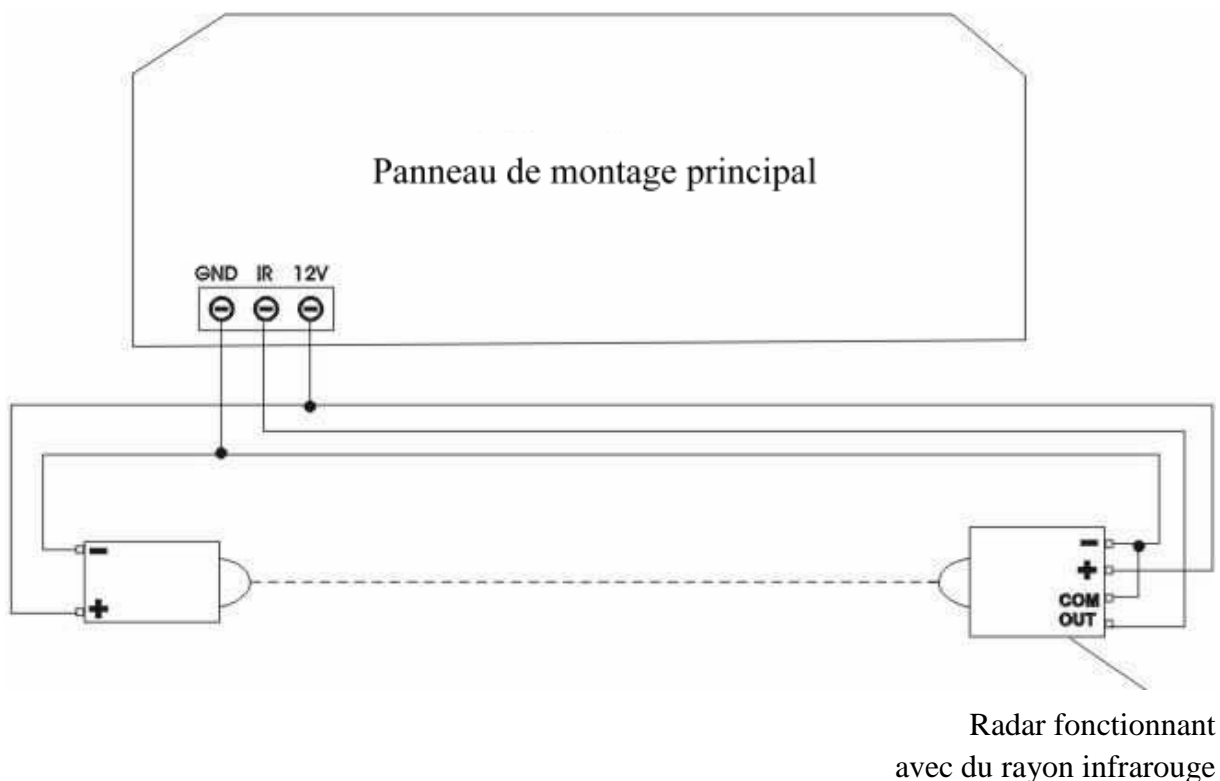 Panneau de montage principal
GND IR 12V
-
+
-
+
COM
OUT
Radar fonctionnant
avec du rayon infrarouge